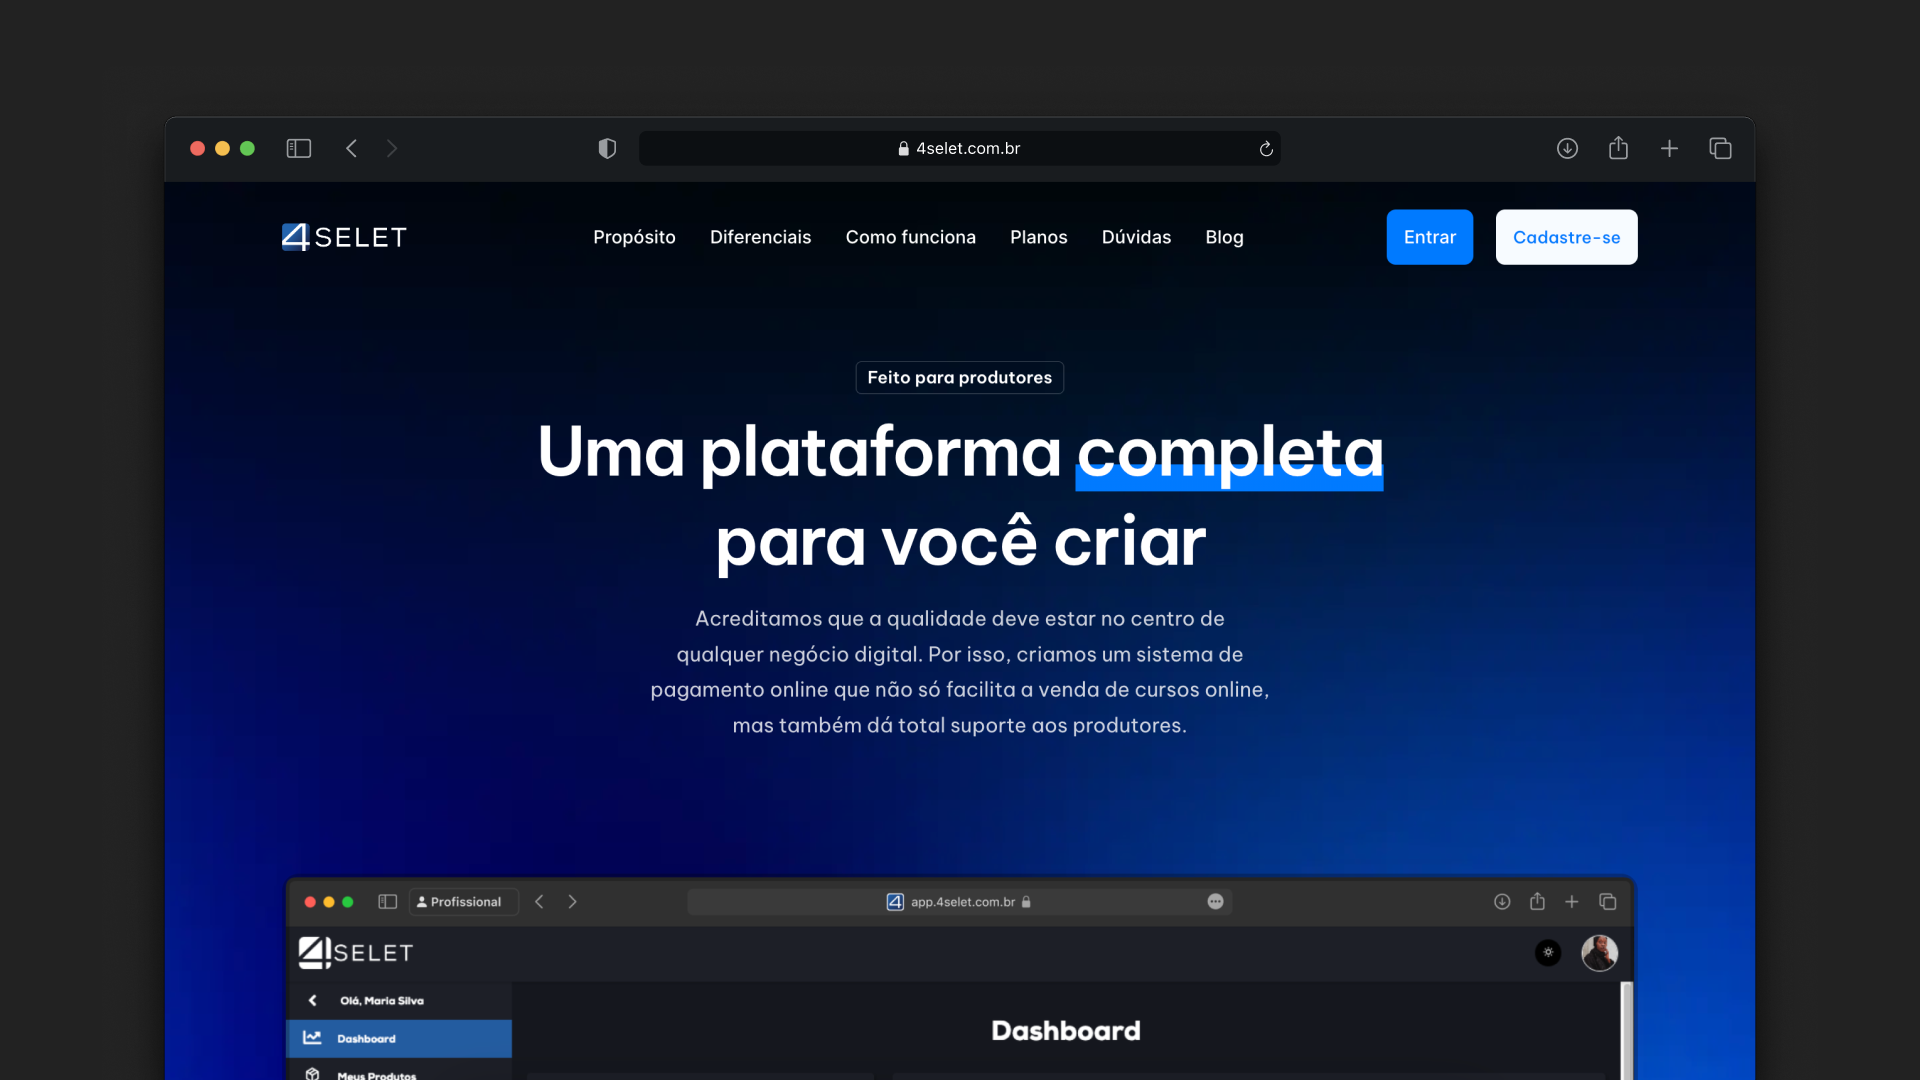 4selet.com.br
4SELET
Propósito
Diferenciais
Como funciona
Planos
Dúvidas
Blog
Entrar
Cadastre-se
Feito para produtores
Uma plataforma completa
para você criar
Acreditamos que a qualidade deve estar no centro de
qualquer negócio digital. Por isso, criamos um sistema de
pagamento online que não só facilita a venda de cursos online,
mas também dá total suporte aos produtores.
Profissional
4
app.4selet.com.br
4SELET
Olá, Maria Silva
Dashboard
Dashboard
Meus Produtos